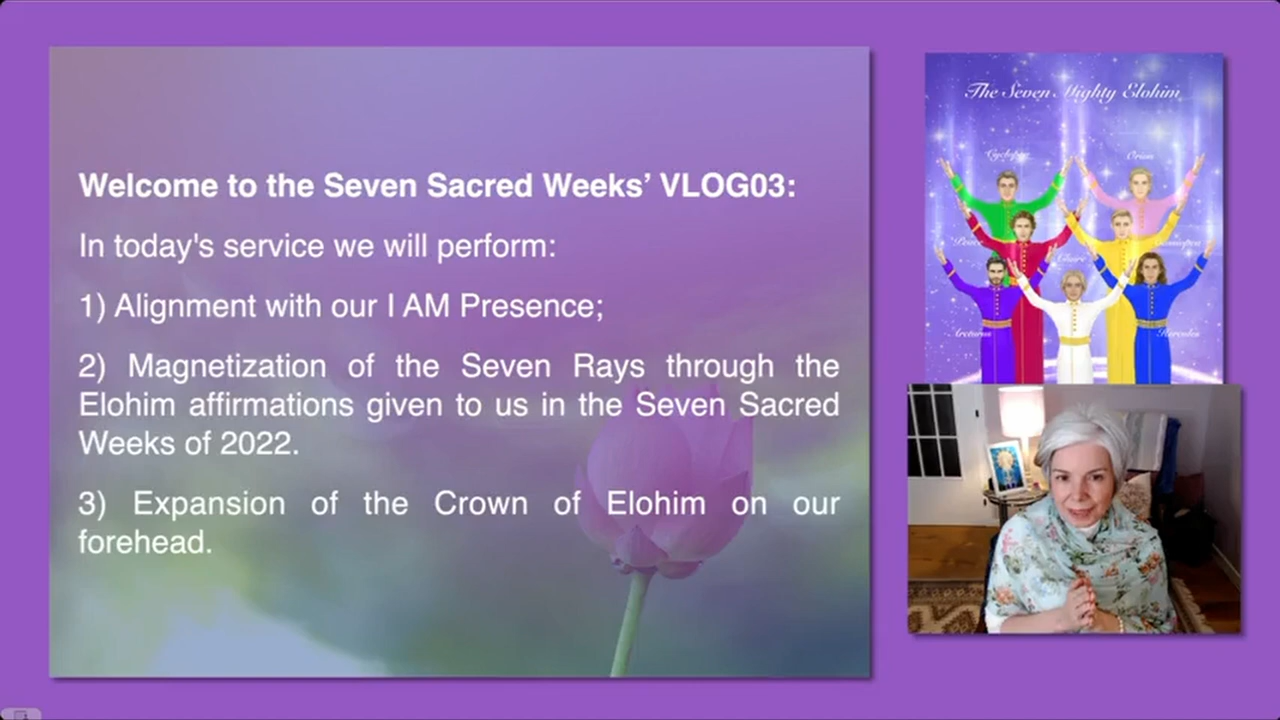 Welcome to the Seven Sacred Weeks’ VLOG03:
In today's service we will perform:
1) Alignment with our I AM Presence;
2) Magnetization of the Seven Rays through the
Elohim affirmations given to us in the Seven Sacred
Weeks of 2022.
3) Expansion of the Crown of Elohim on our
forehead.
The Seven Mighty Elohim
Cyclopea Orion
Peace Cassiopea
Claire
Arcturus Hercules